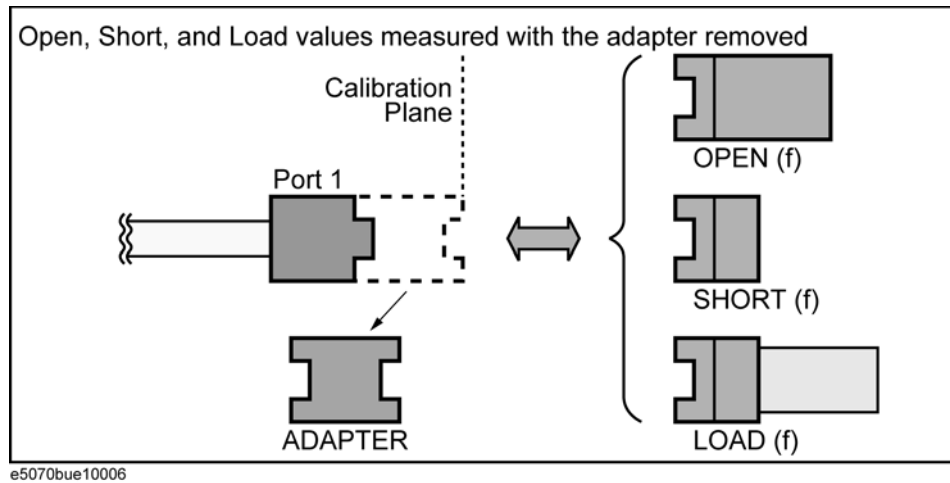 Open, Short, and Load values measured with the adapter removed
Calibration
Plane
Port 1
ADAPTER
OPEN (f)
SHORT (f)
LOAD (f)
e5070bue10006